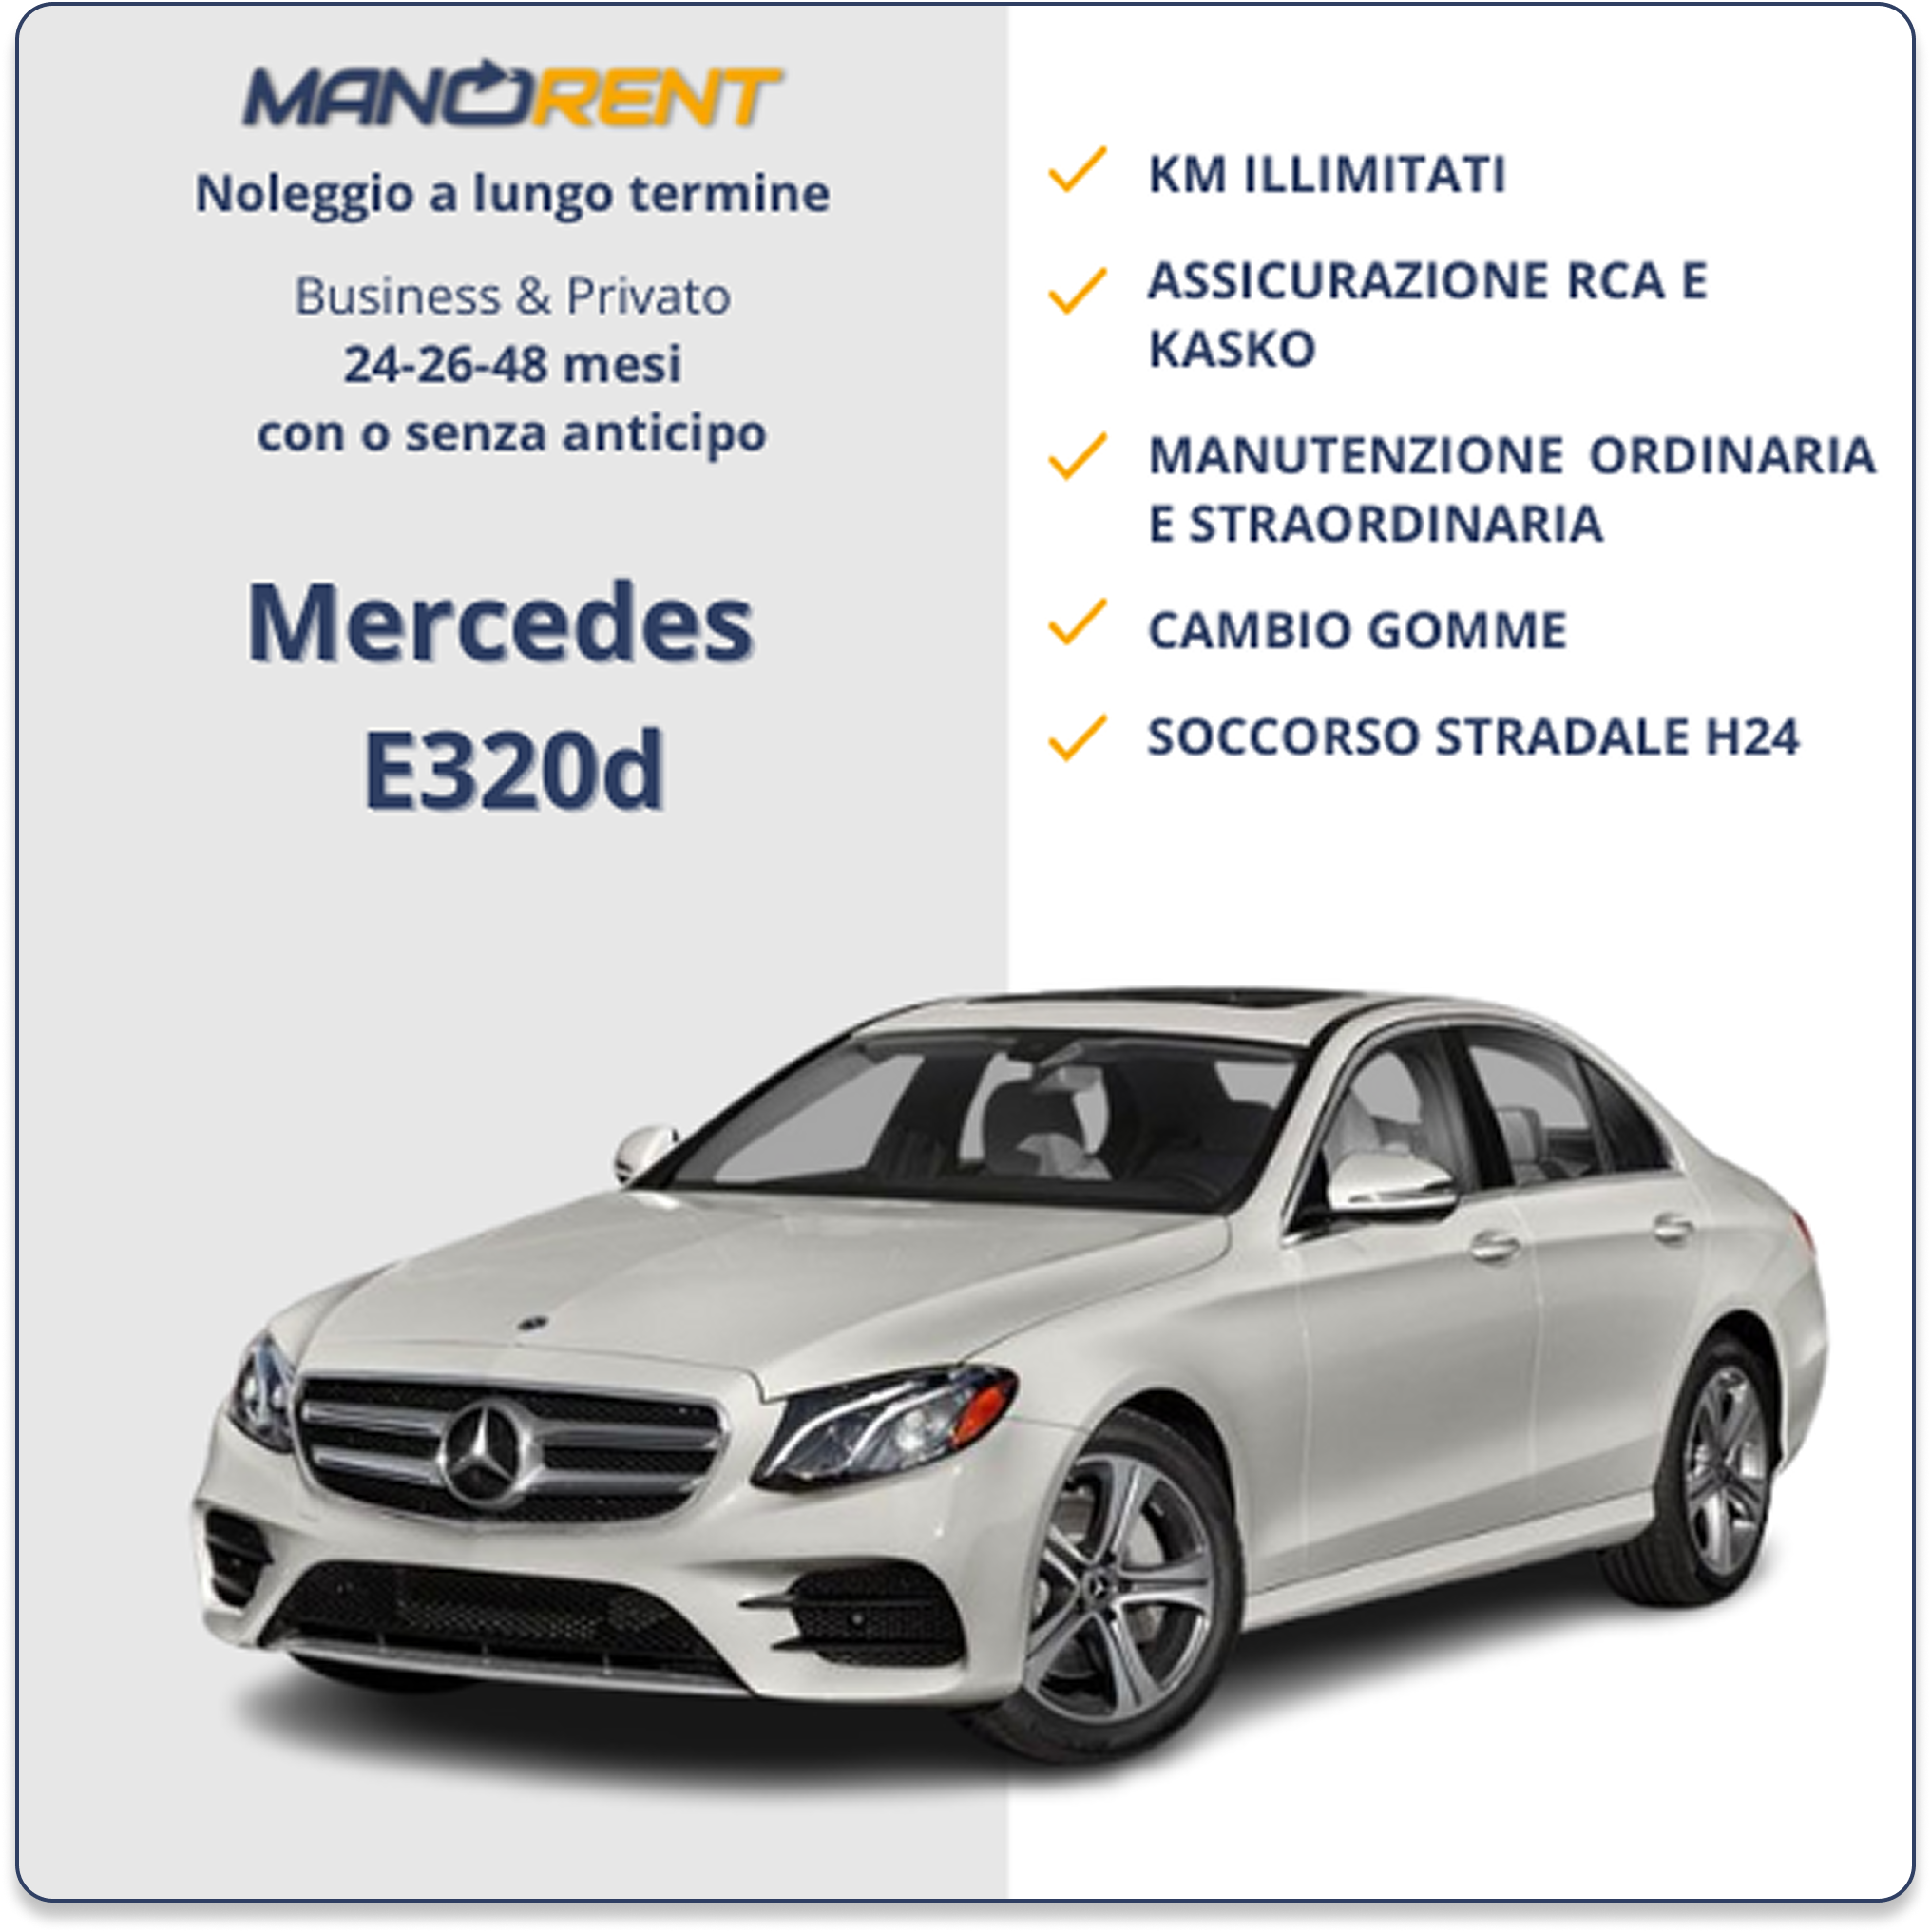 MANORENT
Noleggio a lungo termine
Business & Privato
24-26-48 mesi
con o senza anticipo
Mercedes
E320d
KM ILLIMITATI
ASSICURAZIONE RCA E
KASKO
MANUTENZIONE ORDINARIA
E STRAORDINARIA
CAMBIO GOMME
SOCCORSO STRADALE H24